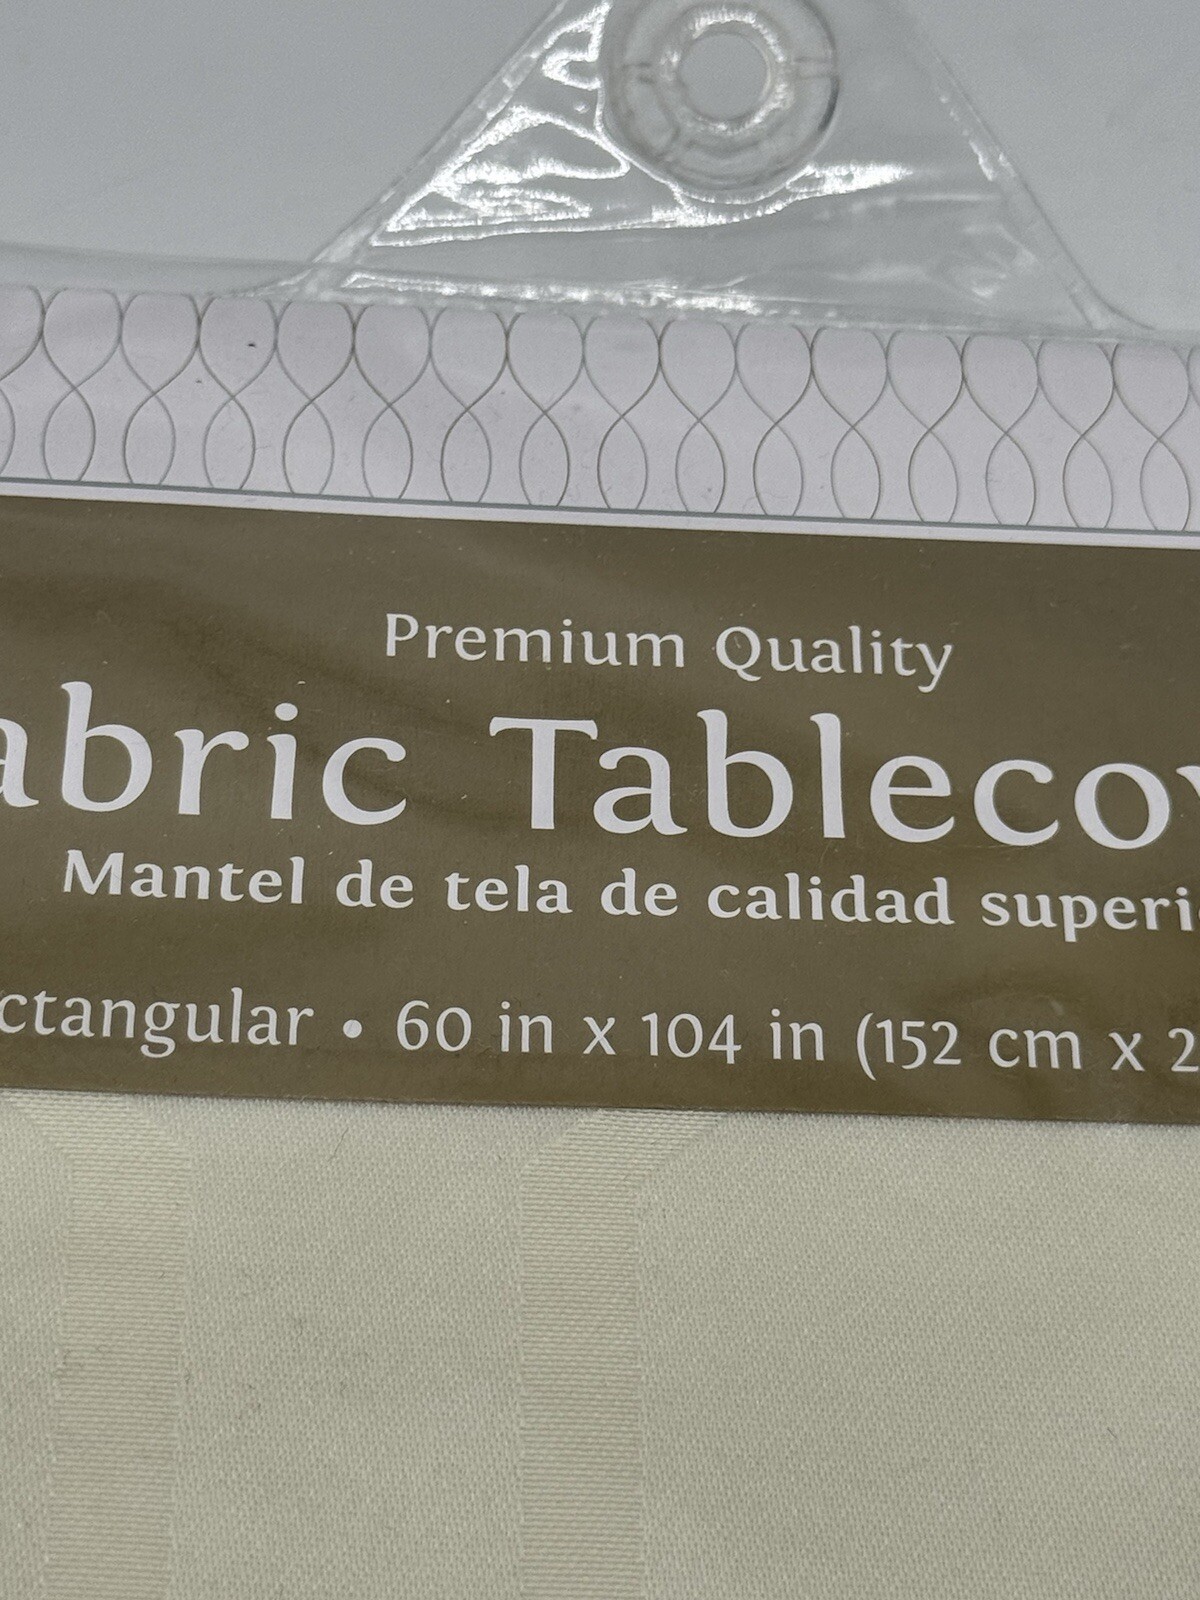 Premium Quality
abric Tablecov
Mantel de tela de calidad superi
ctangular • 60 in x 104 in (152 cm x 2